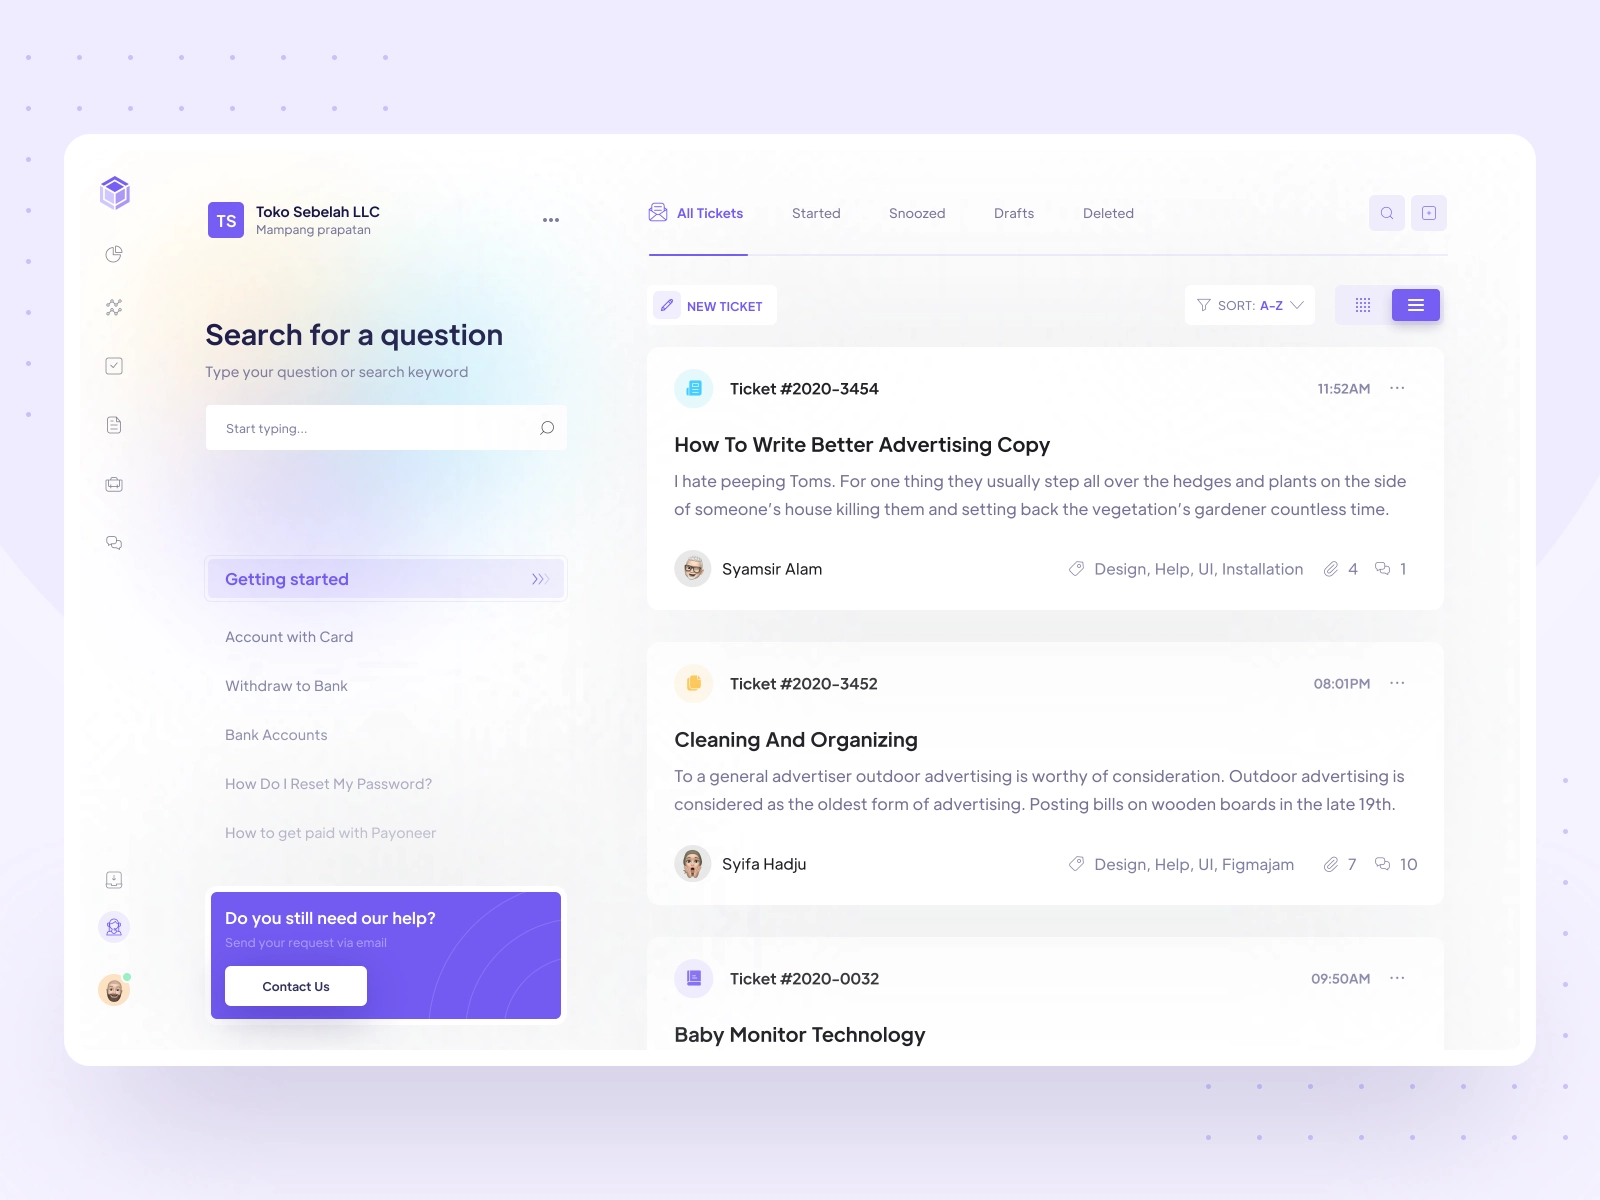 TS
Toko Sebelah LLC
Mampang prapatan
Search for a question
Type your question or search keyword
Start typing...
Getting started
Account with Card
Withdraw to Bank
Bank Accounts
How Do I Reset My Password?
How to get paid with Payoneer
Do you still need our help?
Send your request via email
Contact Us
All Tickets
Started
Snoozed
Drafts
Deleted
NEW TICKET
SORT: A-Z
Ticket #2020-3454
11:52AM
How To Write Better Advertising Copy
I hate peeping Toms. For one thing they usually step all over the hedges and plants on the side
of someone’s house killing them and setting back the vegetation’s gardener countless time.
Syamsir Alam
Design, Help, UI, Installation
4
1
Ticket #2020-3452
08:01PM
Cleaning And Organizing
To a general advertiser outdoor advertising is worthy of consideration. Outdoor advertising is
considered as the oldest form of advertising. Posting bills on wooden boards in the late 19th.
Syifa Hadju
Design, Help, UI, Figmajam
7
10
Ticket #2020-0032
09:50AM
Baby Monitor Technology